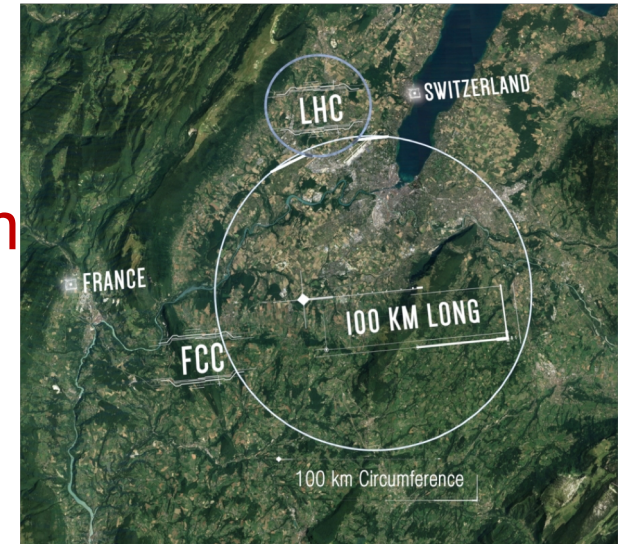 LHC
SWITZERLAND
FRANCE
100 KM LONG
FCC
100 km Circumference